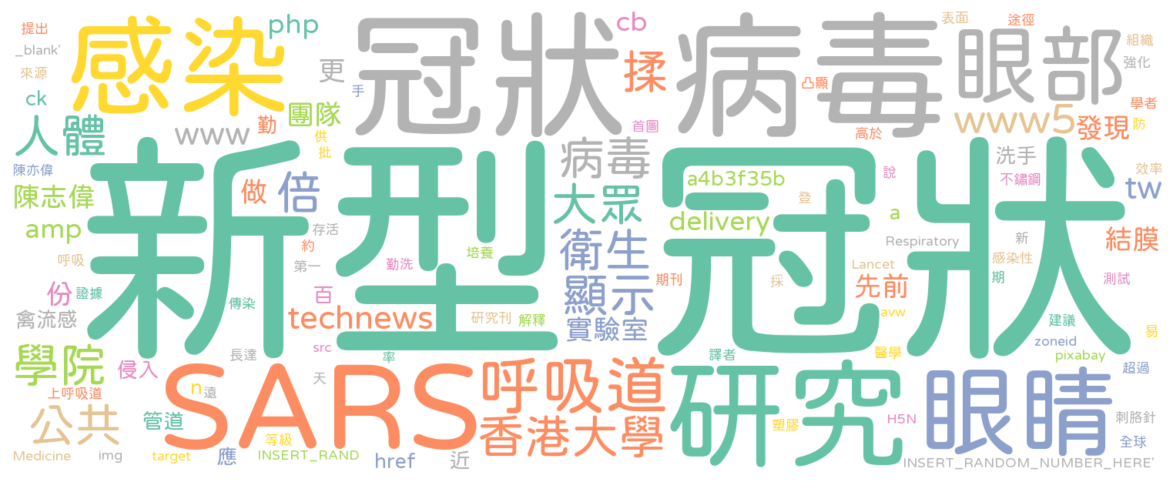 提出
_blank'
來源
ck
人體
感染
php
www
更
手
團隊
勤
供
批
冠狀病毒
cb
揉
首圖
凸顯
高於
表面
途徑
眼部
組織
強化
學者
防
www5
發現
陳亦偉
陳志偉
amp
呼吸
份
證據
禽流感
做
倍
存活
約
第一
百
傳染
新型冠狀
病毒
大眾
衛生
顯示
實驗室
培養
勤洗
研究刊
解釋
a4b3f35b
delivery
期刊
登
採
說
a
Respiratory
Lancet
先前
avw
洗手
不鏽鋼
新
感染性
期
效率
tw
結膜
測試
建議
易
zoneid
pixabay
超過
醫學
譯者
technews
src
率
天
長達
學院
侵入
上呼吸道
n
遠
公共
管道
Medicine
img
target
應
等級
INSERT_RAND
href
近
SARS
呼吸道
香港大學
研究
塑膠
H5N
眼睛
刺胳針
全球
INSERT_RANDOM_NUMBER_HERE'